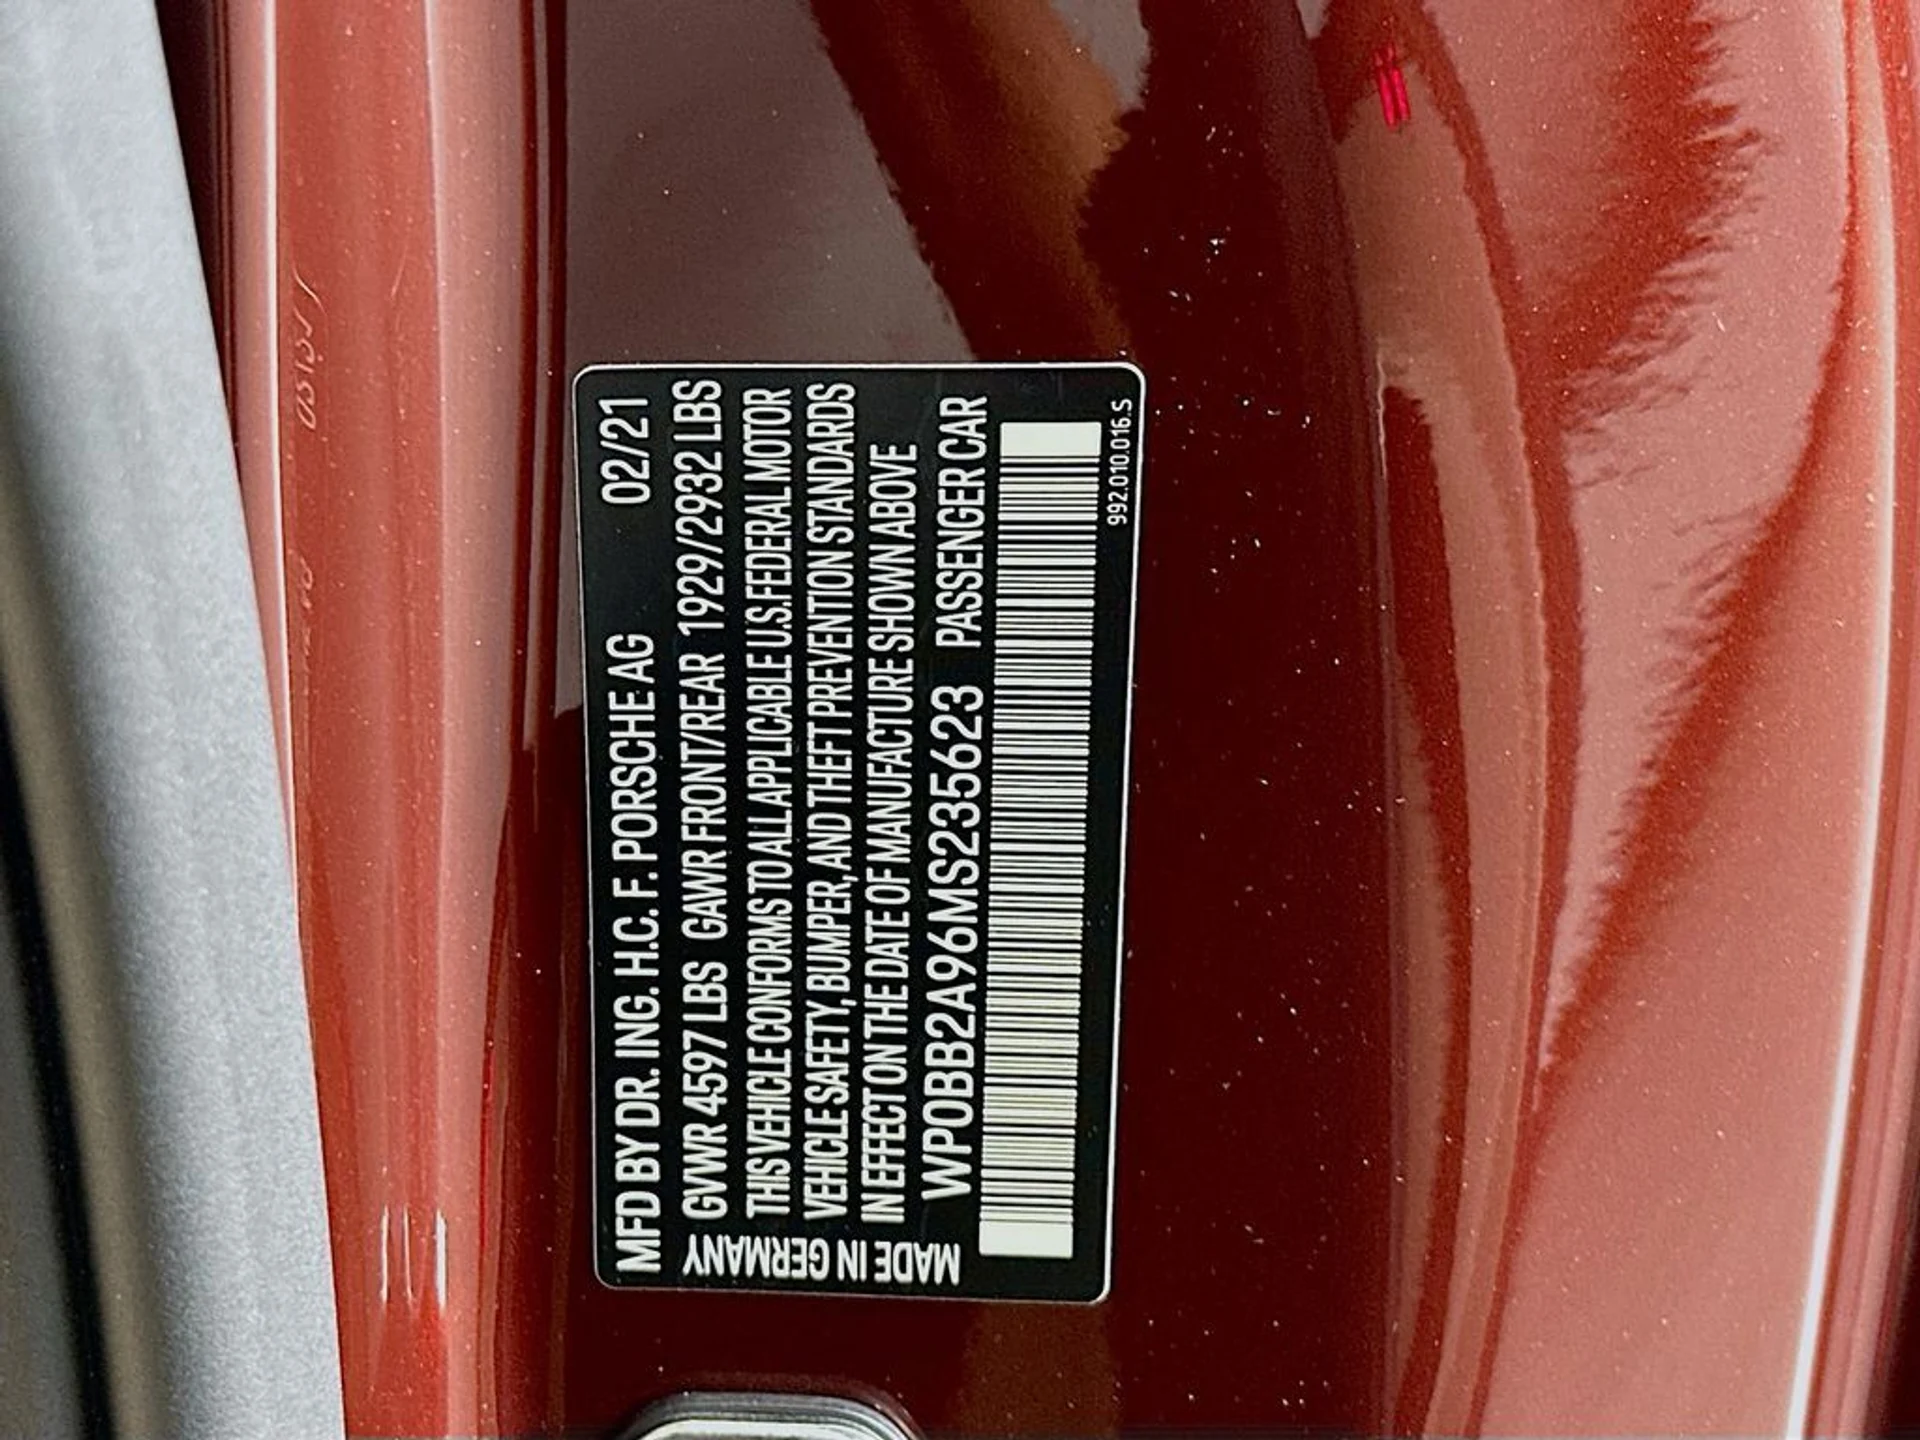 MFD BY DR. ING. H.C. F. PORSCHE AG 02/21
GVWR 4597 LBS GAWR FRONT/REAR 1929/2932 LBS
THIS VEHICLE CONFORMS TO ALL APPLICABLE U.S. FEDERAL MOTOR
VEHICLE SAFETY, BUMPER, AND THEFT PREVENTION STANDARDS
IN EFFECT ON THE DATE OF MANUFACTURE SHOWN ABOVE
WP0BB2A96MS235623 PASSENGER CAR
MADE IN GERMANY
992.010.016.S